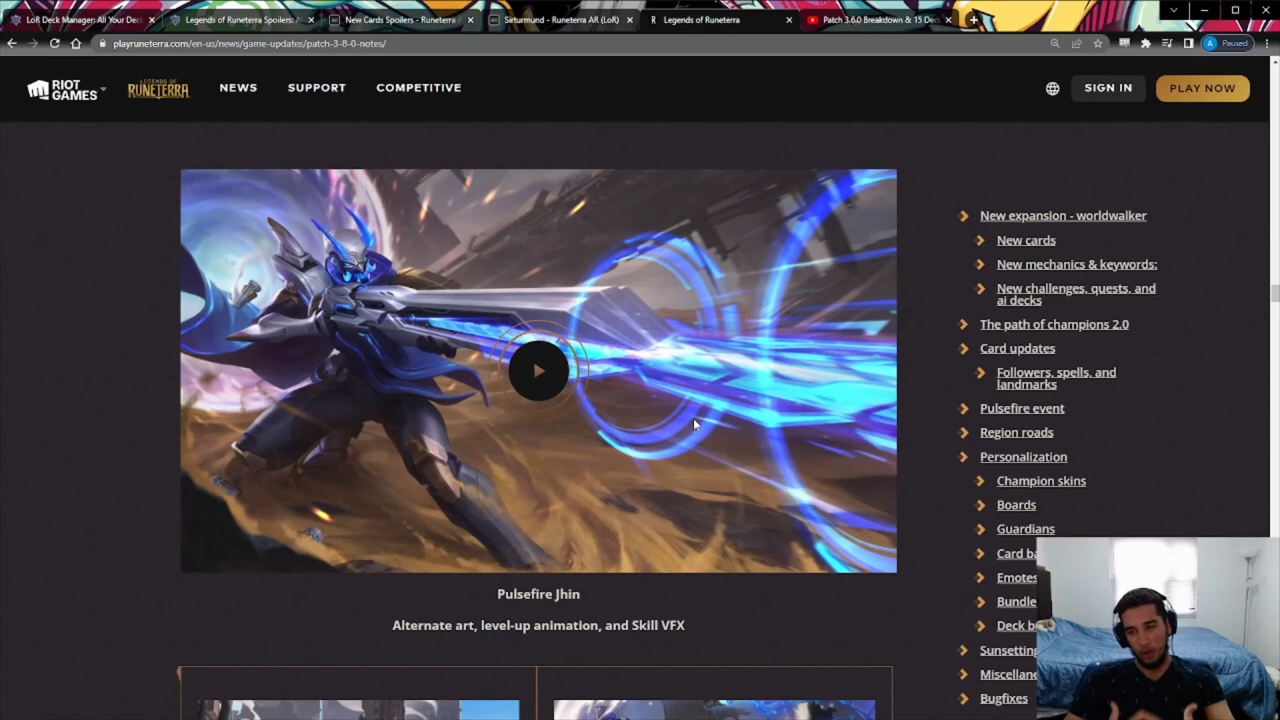 LoR Deck Manager: All Your Dec
Legends of Runeterra Spoilers: A
New Cards Spoilers - Runeterra A
Sirturmund - Runeterra AR (LoR)
Legends of Runeterra
Patch 3.6.0 Breakdown & 15 Dec
playruneterra.com/en-us/news/game-updates/patch-3-8-0-notes/
A
Paused
RIOT
GAMES
LEGENDS OF
RUNETERRA
NEWS
SUPPORT
COMPETITIVE
SIGN IN
PLAY NOW
New expansion - worldwalker
New cards
New mechanics & keywords:
New challenges, quests, and
ai decks
The path of champions 2.0
Card updates
Followers, spells, and
landmarks
Pulsefire event
Region roads
Personalization
Champion skins
Boards
Guardians
Card ba
Emotes
Bundle
Deck b
Sunsetting
Miscellane
Bugfixes
Pulsefire Jhin
Alternate art, level-up animation, and Skill VFX